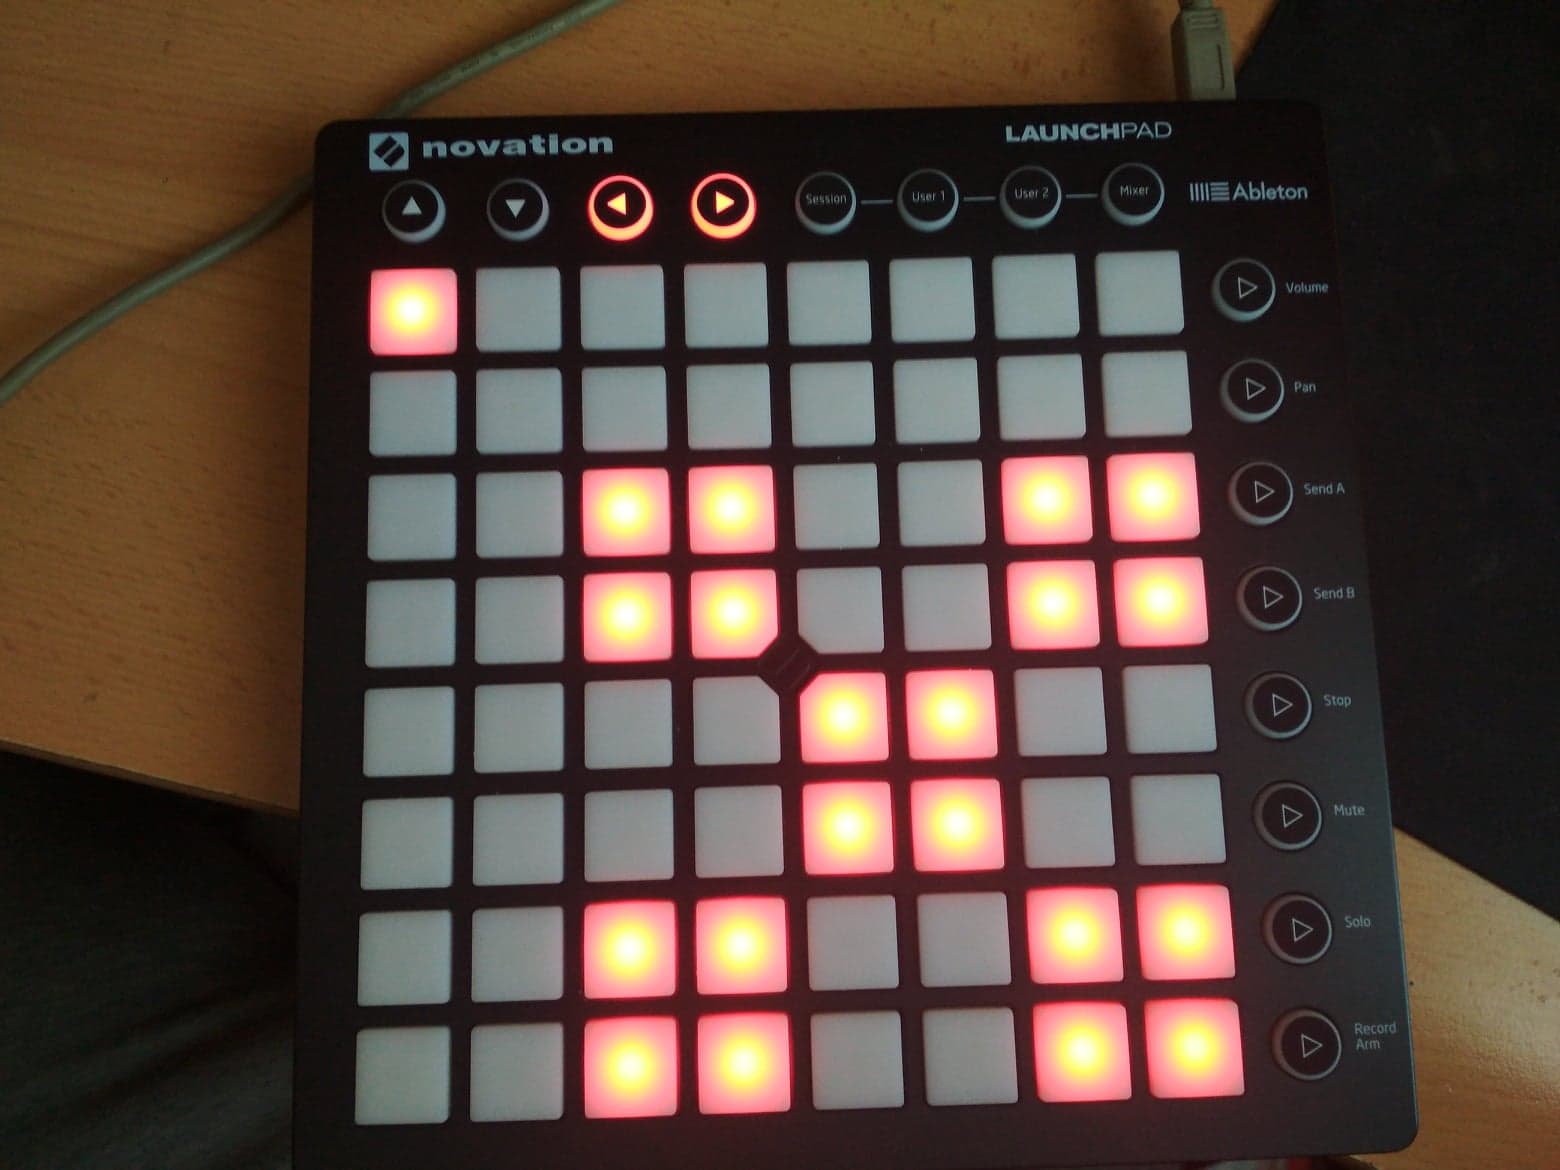 novation
LAUNCHPAD
Session User 1 User 2 Mixer
Ableton
Volume
Pan
Send A
Send B
Stop
Mute
Solo
Record
Arm